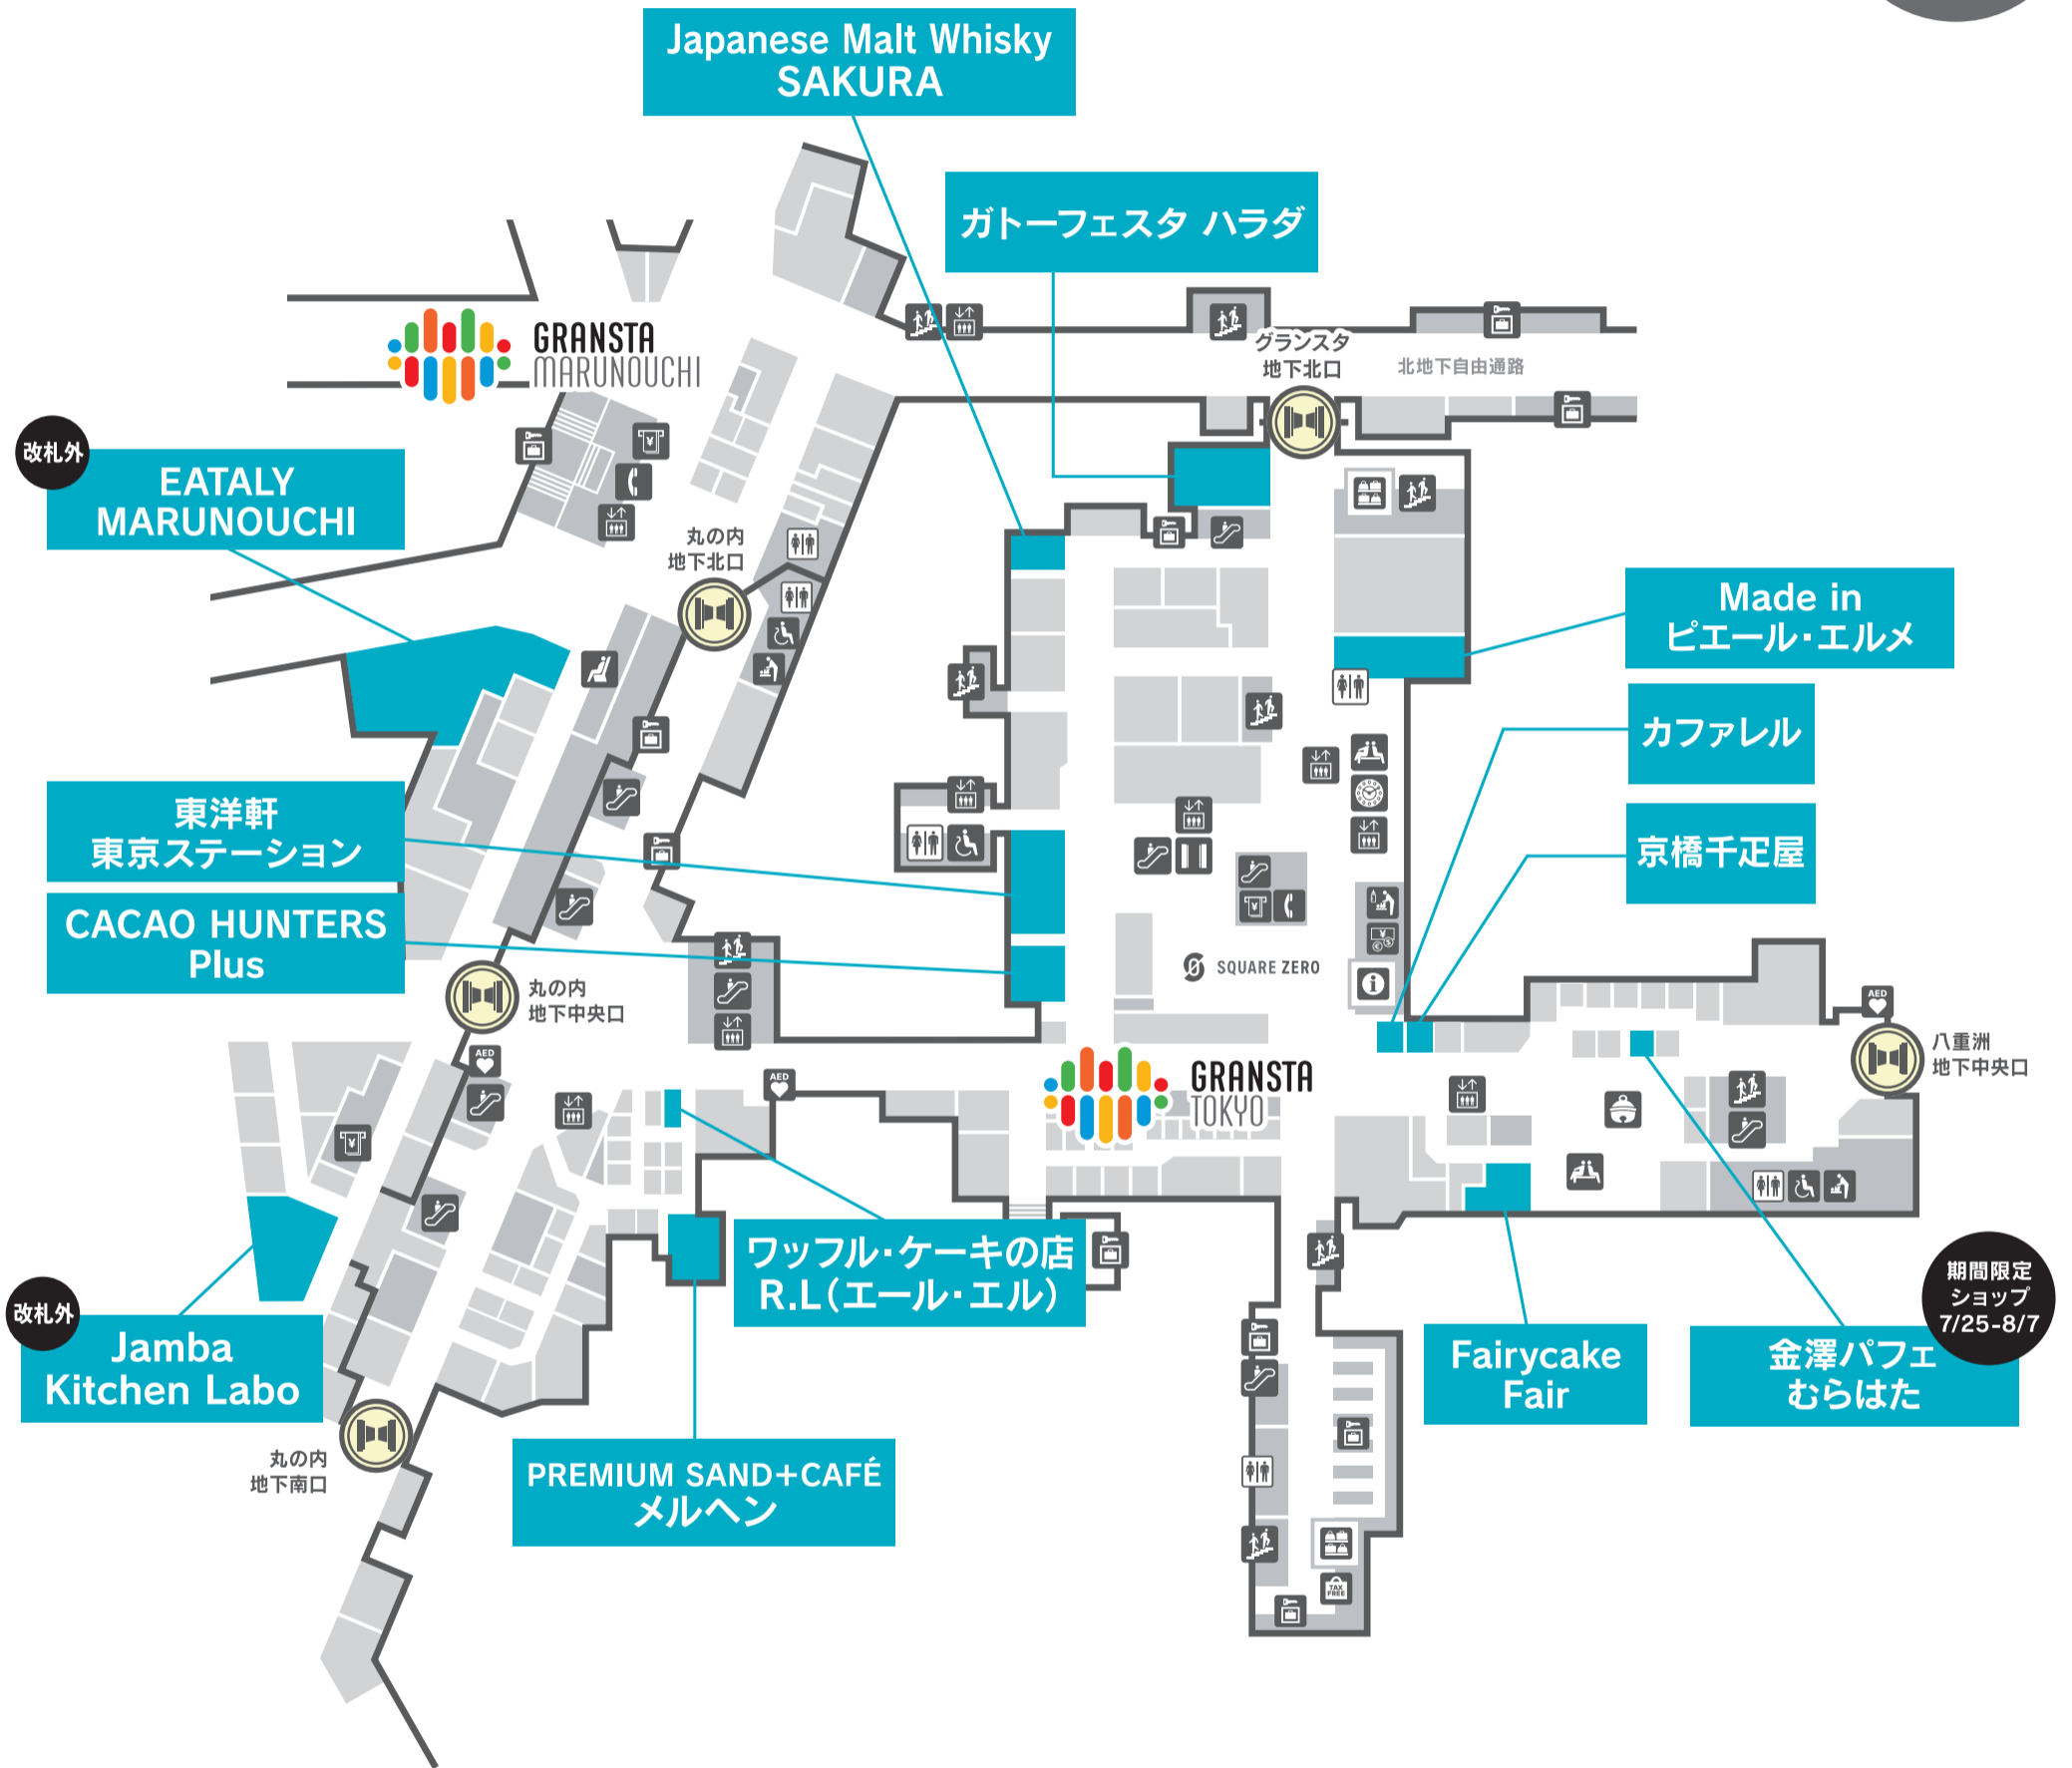 Japanese Malt Whisky
SAKURA
ガトーフェスタ ハラダ
GRANSTA
MARUNOUCHI
グランスタ
地下北口
北地下自由通路
改札外
EATALY
MARUNOUCHI
丸の内
地下北口
Made in
ピエール・エルメ
カファレル
東洋軒
東京ステーション
京橋千疋屋
CACAO HUNTERS
Plus
SQUARE ZERO
丸の内
地下中央口
AED
八重洲
地下中央口
AED
AED
GRANSTA
TOKYO
ワッフル・ケーキの店
R.L(エール・エル)
期間限定
ショップ
7/25-8/7
改札外
Jamba
Kitchen Labo
Fairycake
Fair
金澤パフェ
むらはた
丸の内
地下南口
PREMIUM SAND+CAFÉ
メルヘン
TAX
FREE